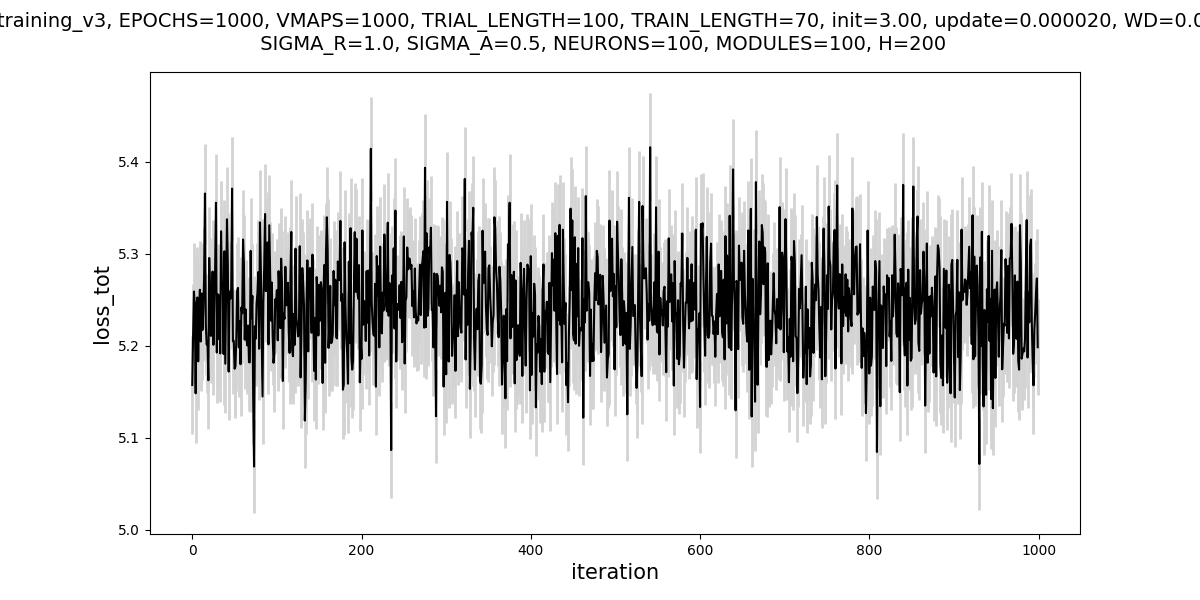 training_v3, EPOCHS=1000, VMAPS=1000, TRIAL_LENGTH=100, TRAIN_LENGTH=70, init=3.00, update=0.000020, WD=0.0
SIGMA_R=1.0, SIGMA_A=0.5, NEURONS=100, MODULES=100, H=200
5.4
5.3
5.2
5.1
5.0
loss_tot
0 200 400 600 800 1000
iteration